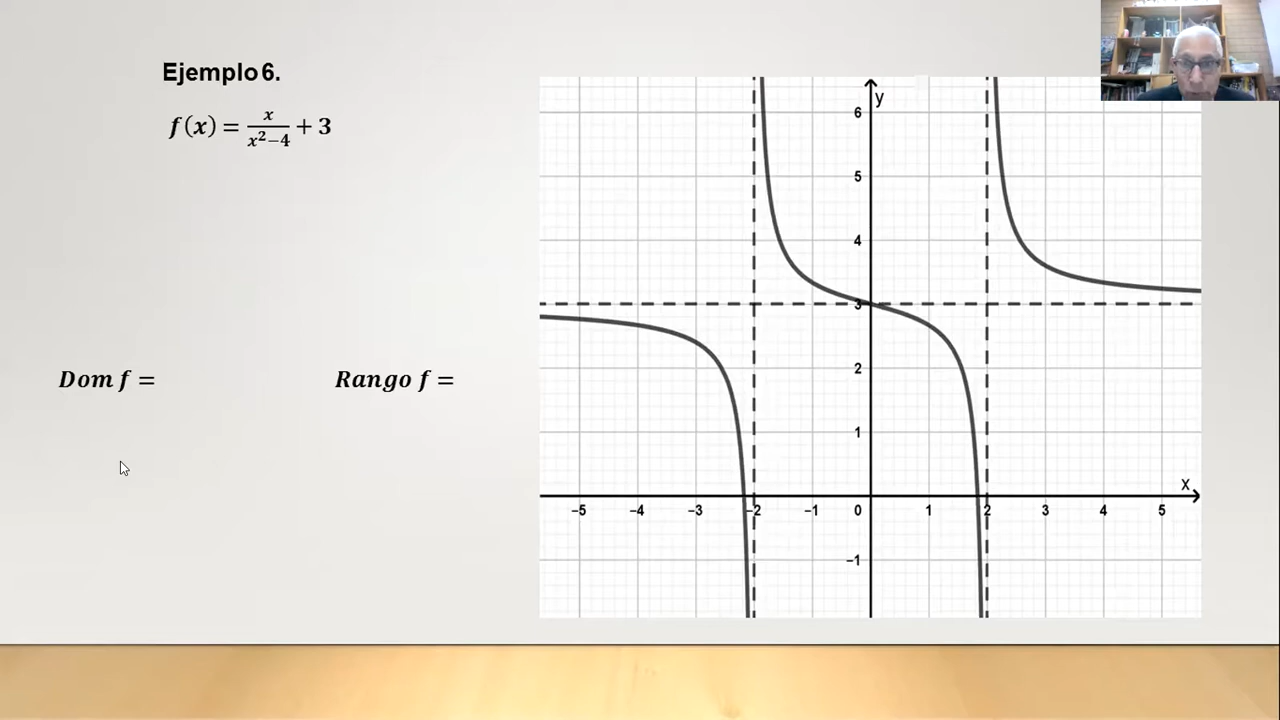 Ejemplo 6.
f(x) = x/(x²−4) + 3
Dom f =
Rango f =
y
6
5
4
3
2
1
−1
x
−5 −4 −3 −2 −1 0 1 2 3 4 5